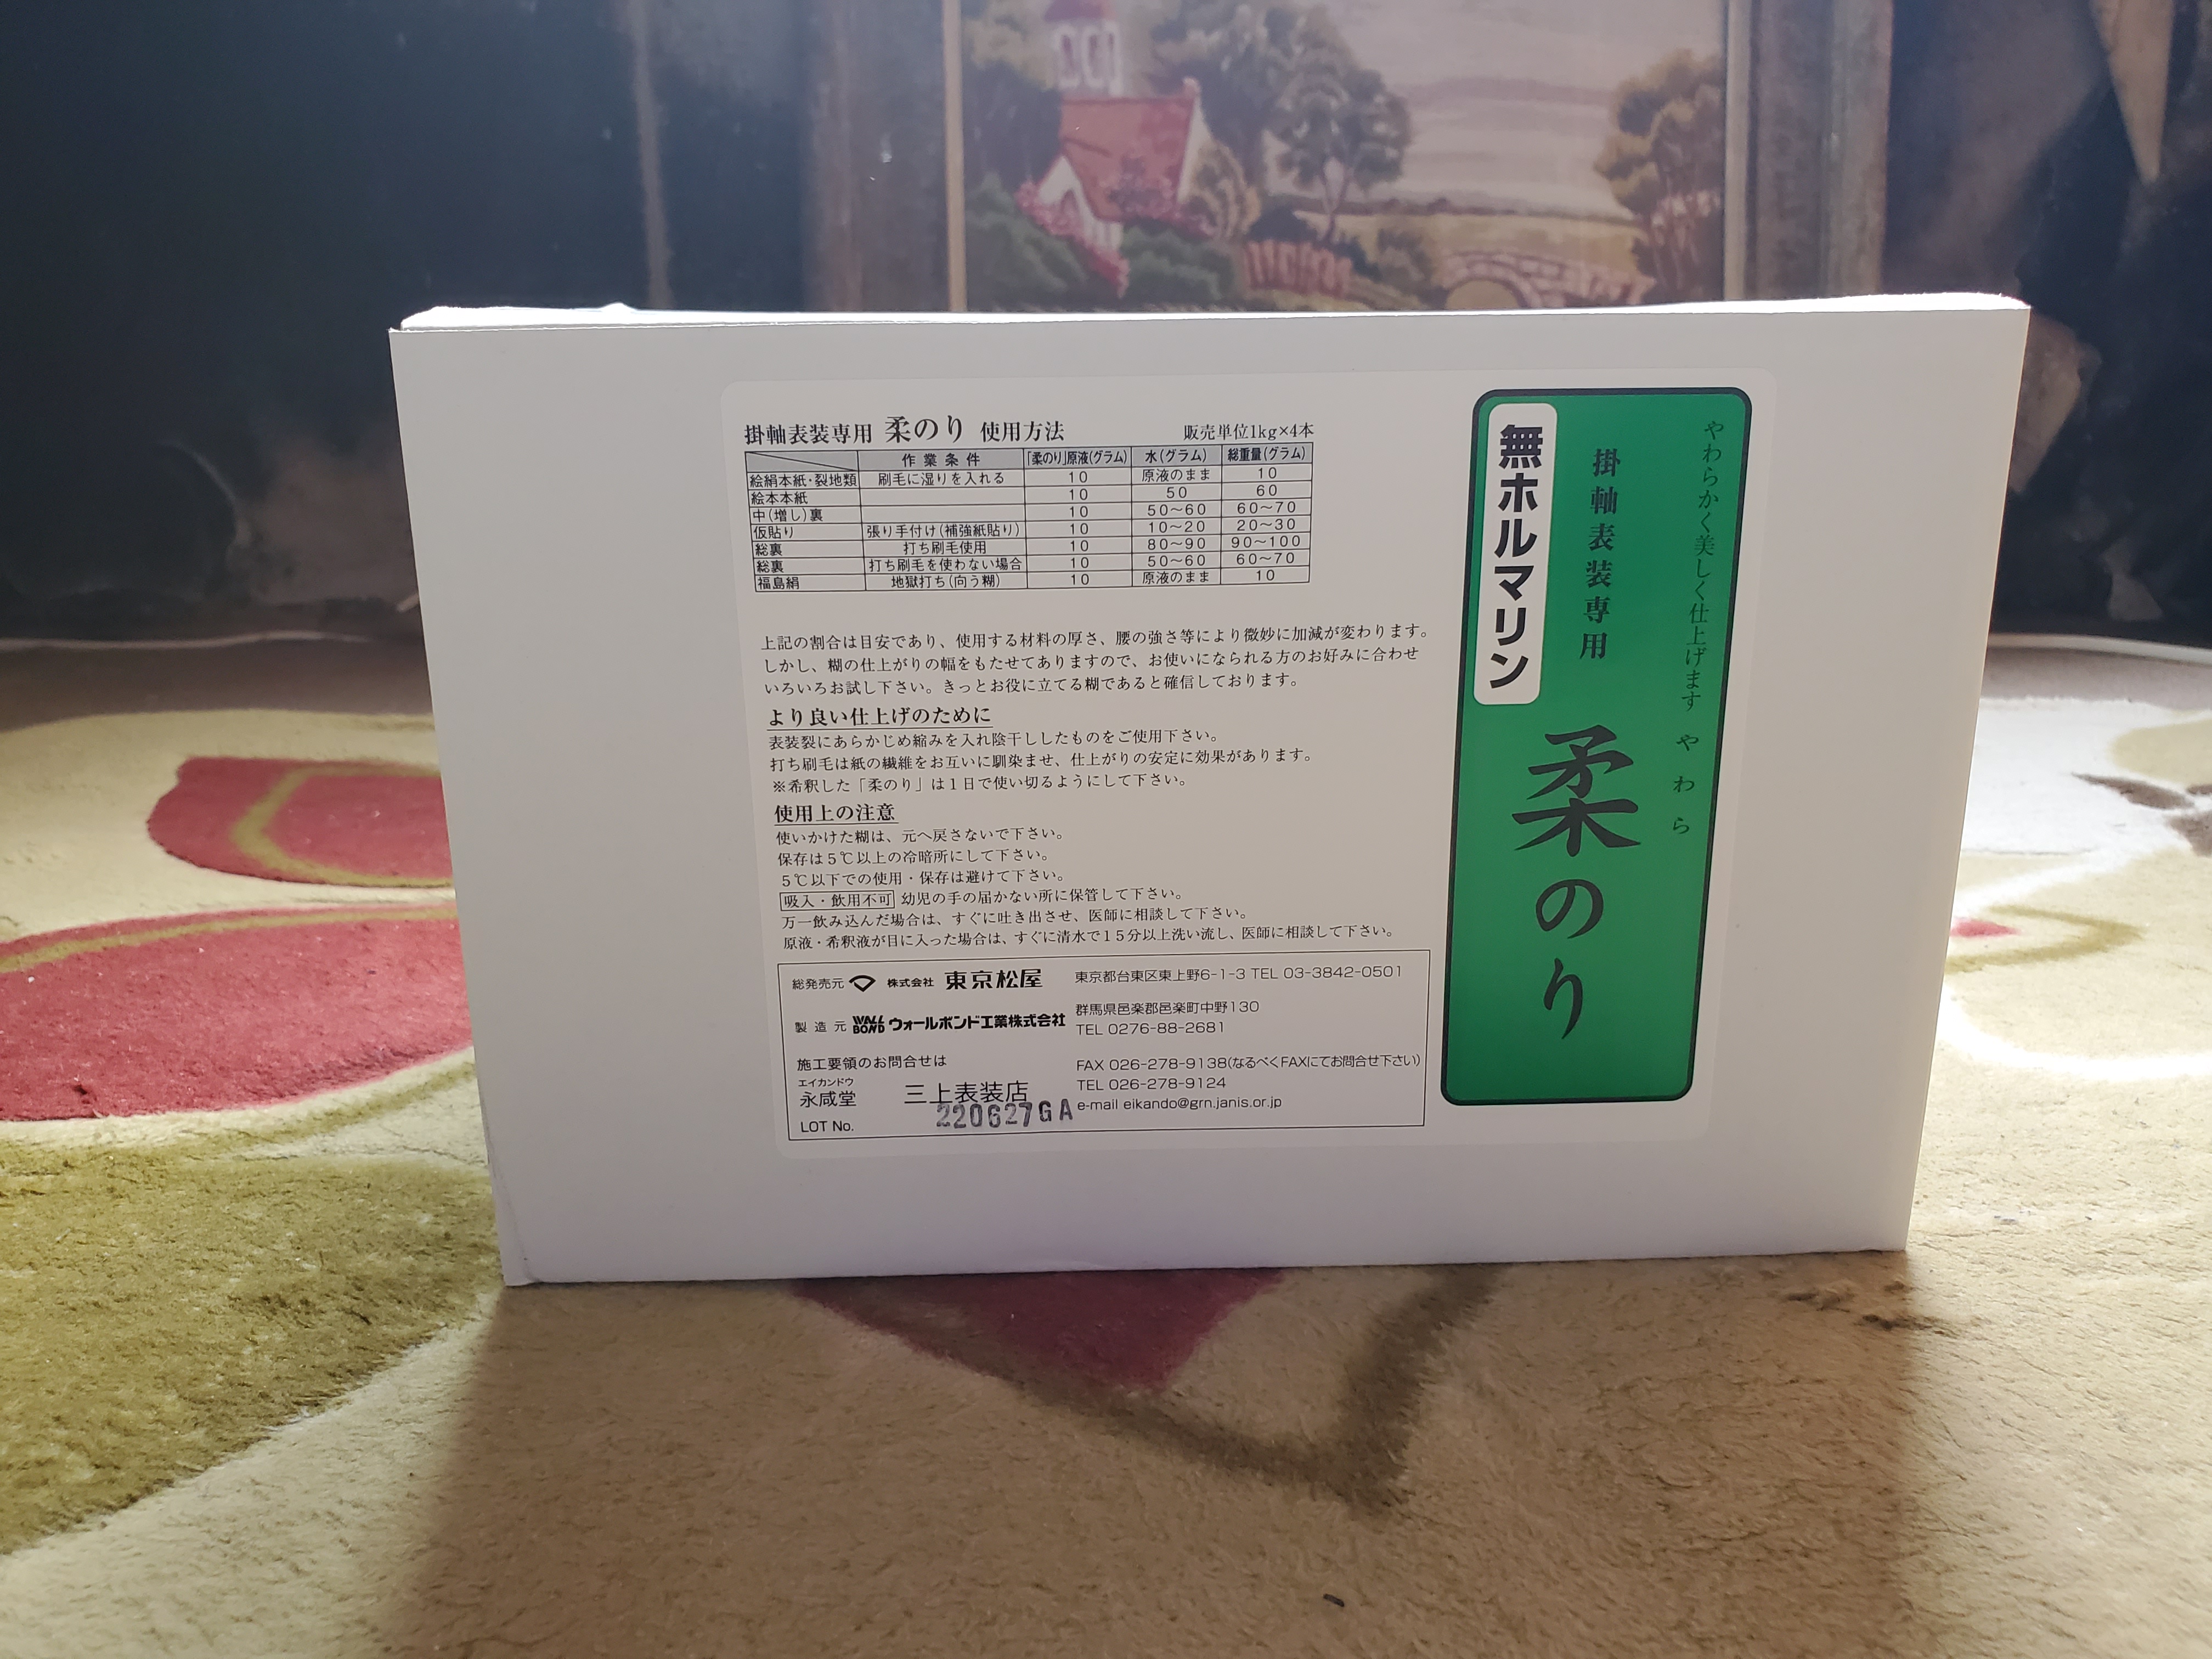 掛軸表装専用 柔のり 使用方法 販売単位1kg×4本
作業条件 「柔のり」原液(グラム) 水(グラム) 総重量(グラム)
絵絹本紙・裂地類 刷毛に湿りを入れる 10 原液のまま 10
絵本本紙 10 50 60
中(増し)裏 10 50～60 60～70
仮貼り 張り手付け(補強紙貼り) 10 10～20 20～30
総裏 打ち刷毛使用 10 80～90 90～100
総裏 打ち刷毛を使わない場合 10 50～60 60～70
福島絹 地獄打ち(向う糊) 10 原液のまま 10
上記の割合は目安であり、使用する材料の厚さ、腰の強さ等により微妙に加減が変わります。
しかし、糊の仕上がりの幅をもたせてありますので、お使いになられる方のお好みに合わせ
いろいろお試し下さい。きっとお役に立てる糊であると確信しております。
より良い仕上げのために
表装裂にあらかじめ縮みを入れ陰干ししたものをご使用下さい。
打ち刷毛は紙の繊維をお互いに馴染ませ、仕上がりの安定に効果があります。
※希釈した「柔のり」は1日で使い切るようにして下さい。
使用上の注意
使いかけた糊は、元へ戻さないで下さい。
保存は5℃以上の冷暗所にして下さい。
5℃以下での使用・保存は避けて下さい。
吸入・飲用不可 幼児の手の届かない所に保管して下さい。
万一飲み込んだ場合は、すぐに吐き出させ、医師に相談して下さい。
原液・希釈液が目に入った場合は、すぐに清水で15分以上洗い流し、医師に相談して下さい。
総発売元 株式会社 東京松屋 東京都台東区東上野6-1-3 TEL 03-3842-0501
群馬県邑楽郡邑楽町中野130
製造元 WALL BOND ウォールボンド工業株式会社
TEL 0276-88-2681
施工要領のお問合せは FAX 026-278-9138(なるべくFAXにてお問合せ下さい)
エイカンドウ
永咸堂 三上表装店 TEL 026-278-9124
e-mail eikando@grn.janis.or.jp
LOT No. 220627GA
やわらかく美しく仕上げます
やわら
掛軸表装専用
柔のり
無ホルマリン